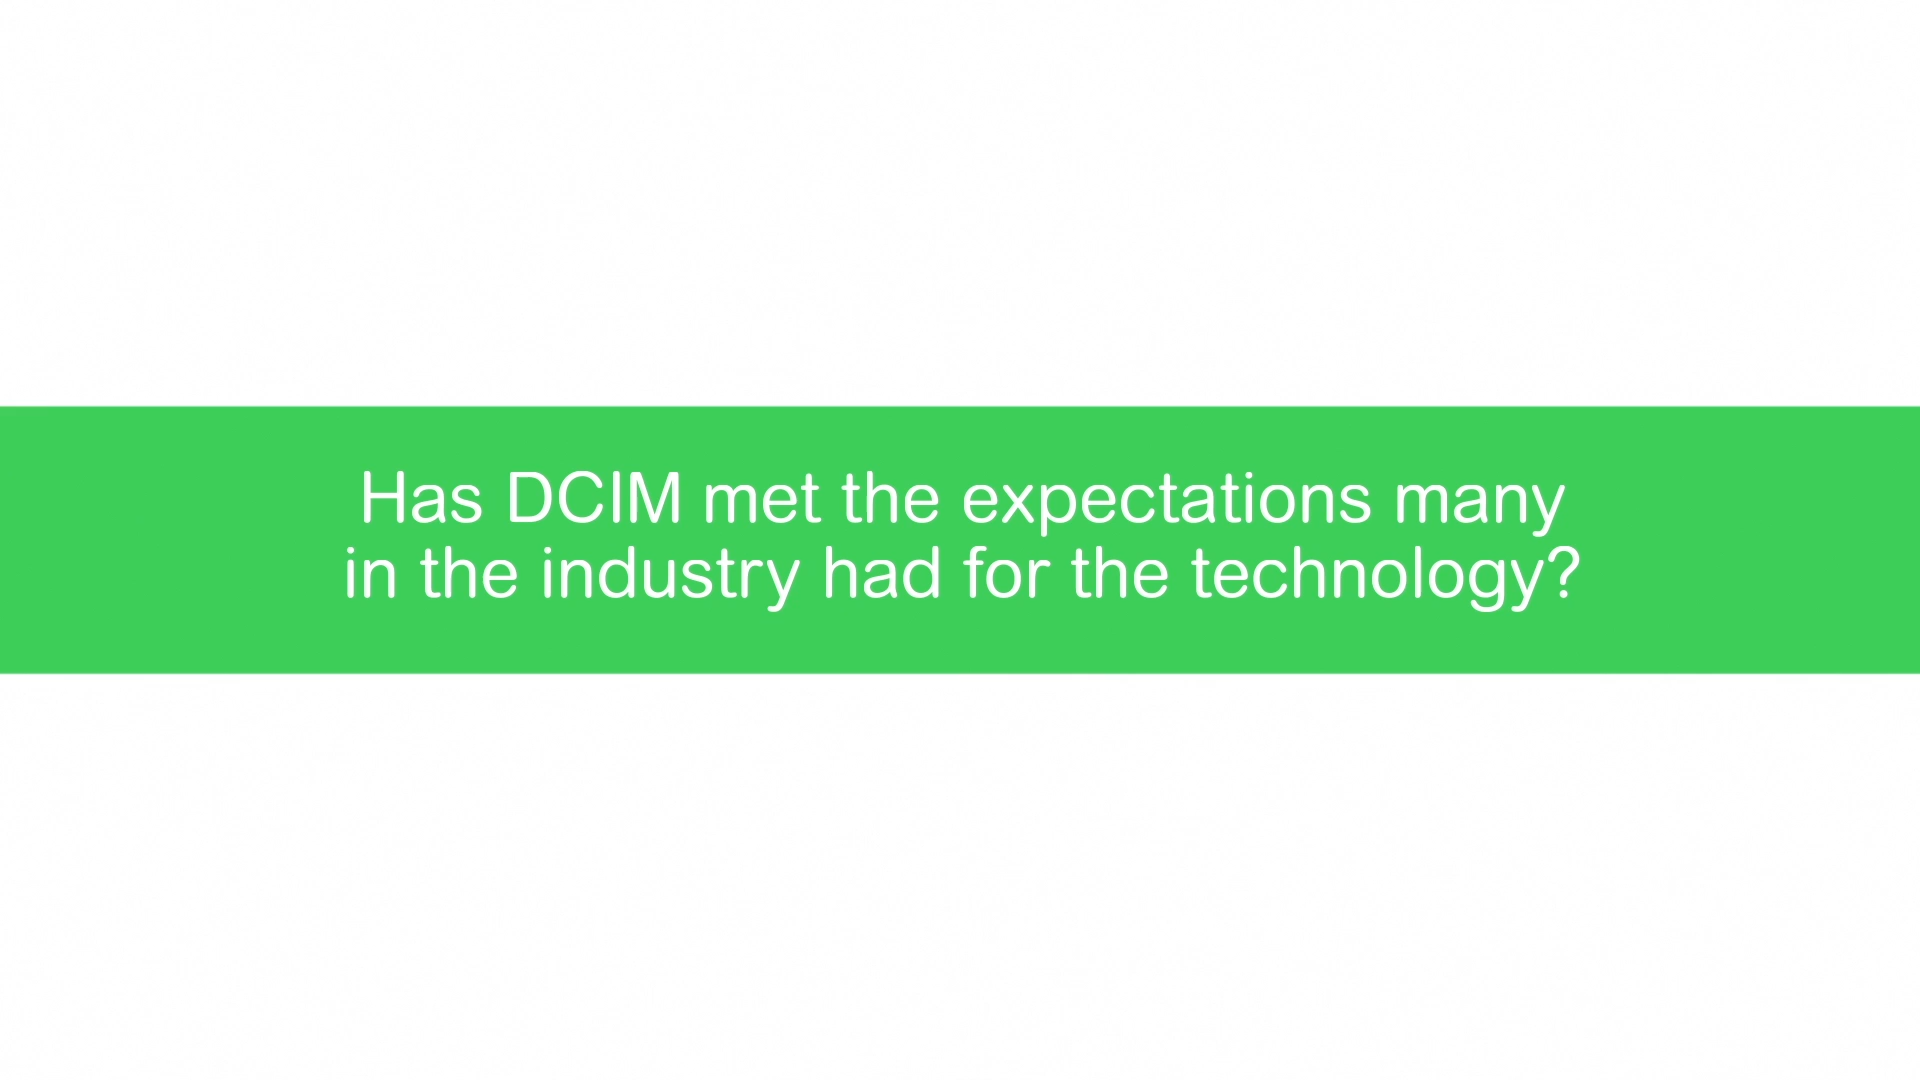 Has DCIM met the expectations many
in the industry had for the technology?